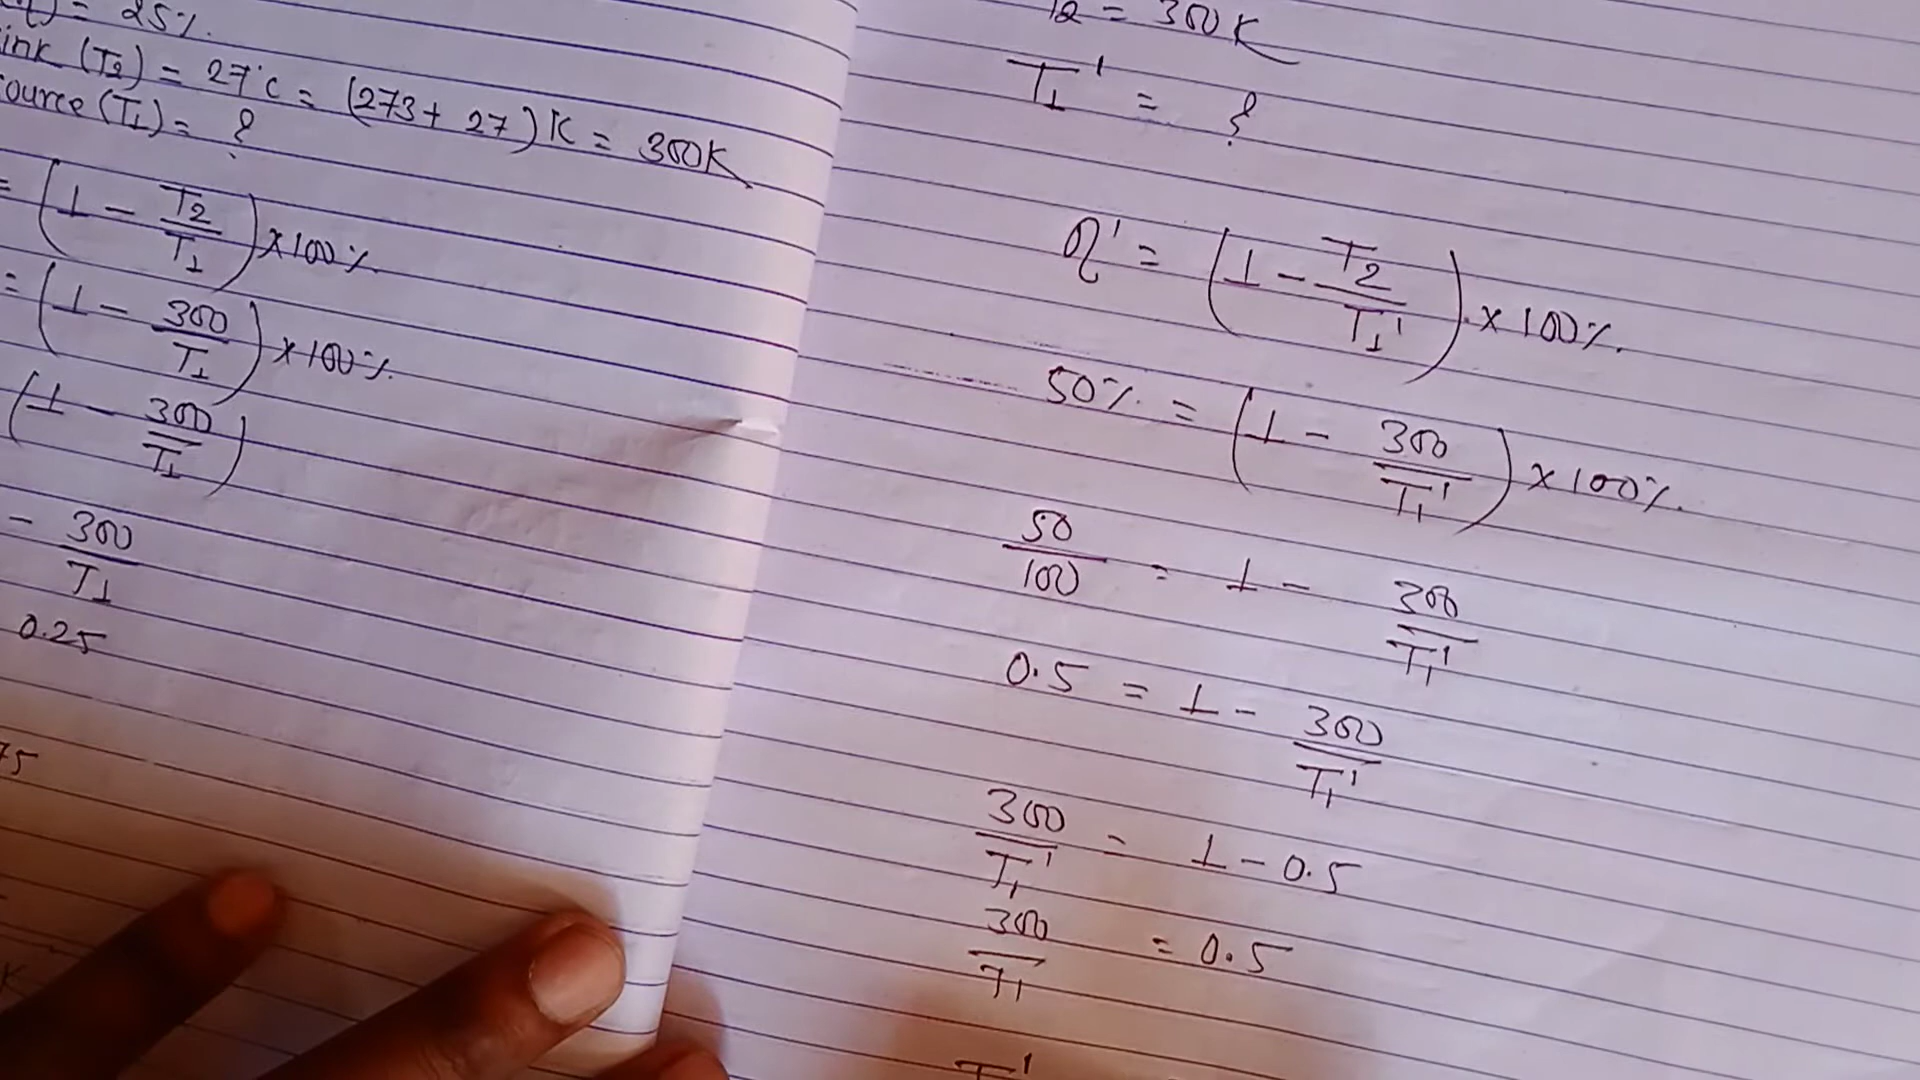 η) = 25%.
ink (T2) = 27°C = (273+ 27) K = 300K
ource (T1) = ?
= (1 - T2/T1) x 100%.
= (1 - 300/T1) x 100%.
(1 - 300/T1)
- 300/T1
0.25
75
K
T2 = 300K
T1' = ?
η' = (1 - T2/T1') x 100%.
50% = (1 - 300/T1') x 100%.
50/100 = 1 - 300/T1'
0.5 = 1 - 300/T1'
300/T1' = 1 - 0.5
300/T1 = 0.5
T1'